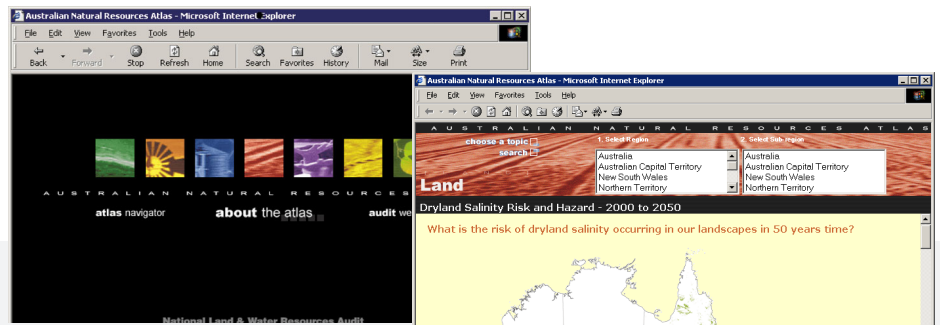 Australian Natural Resources Atlas - Microsoft Internet Explorer
File Edit View Favorites Tools Help
Back Forward Stop Refresh Home Search Favorites History Mail Size Print
AUSTRALIAN NATURAL RESOURCES
atlas navigator about the atlas audit we
National Land & Water Resources Audit
Australian Natural Resources Atlas - Microsoft Internet Explorer
File Edit View Favorites Tools Help
AUSTRALIAN NATURAL RESOURCES ATLAS
choose a topic 1. Select Region 2. Select Sub-region
search
Australia Australia
Australian Capital Territory Australian Capital Territory
New South Wales New South Wales
Northern Territory Northern Territory
Land
Dryland Salinity Risk and Hazard - 2000 to 2050
What is the risk of dryland salinity occurring in our landscapes in 50 years time?